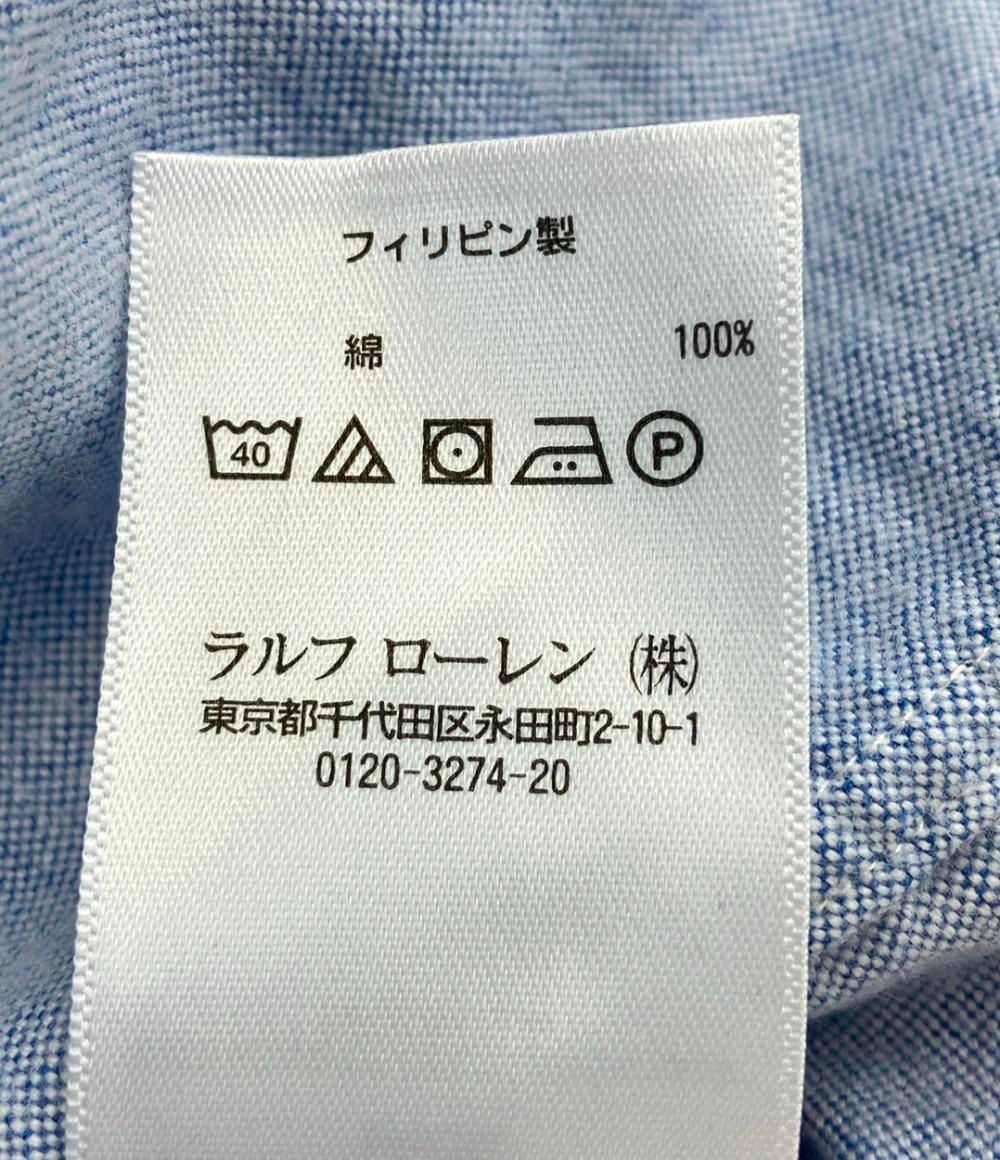 フィリピン製
綿 100%
40 P
ラルフ ローレン ㈱
東京都千代田区永田町2-10-1
0120-3274-20